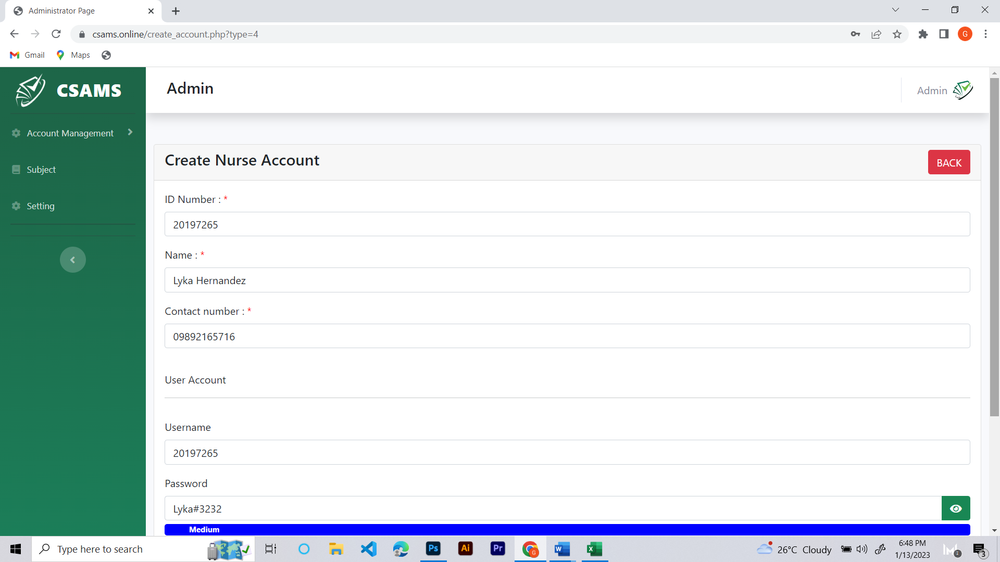 Administrator Page
csams.online/create_account.php?type=4
G
Gmail
Maps
CSAMS
Admin
Admin
Account Management
Subject
Setting
Create Nurse Account
BACK
ID Number : *
20197265
Name : *
Lyka Hernandez
Contact number : *
09892165716
User Account
Username
20197265
Password
Lyka#3232
Medium
Type here to search
Ps
Ai
Pr
G
W
X
26°C Cloudy
6:48 PM
1/13/2023
3
3